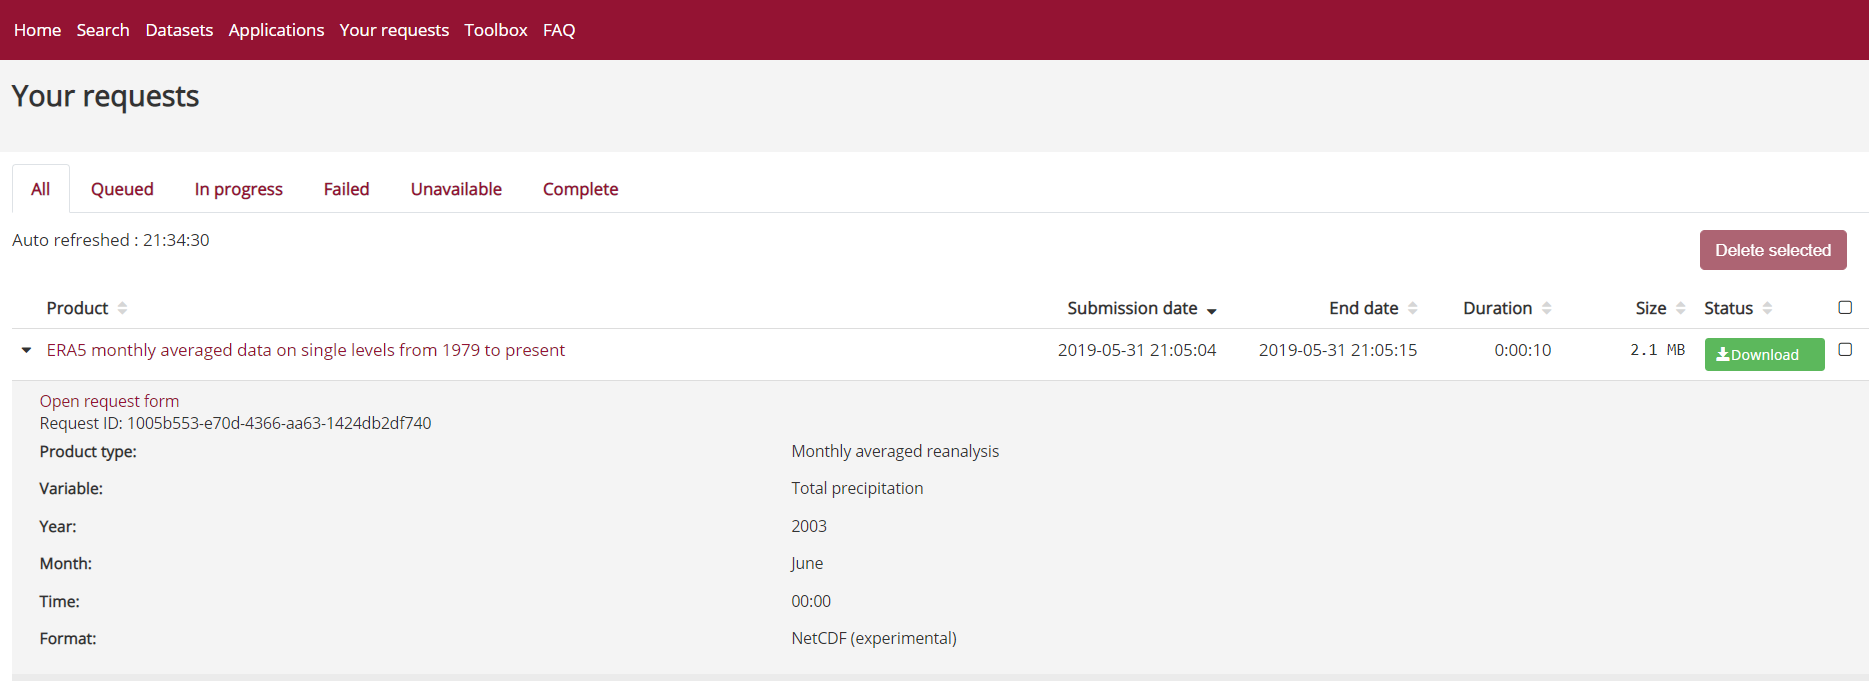 Home Search Datasets Applications Your requests Toolbox FAQ
Your requests
All Queued In progress Failed Unavailable Complete
Auto refreshed : 21:34:30
Delete selected
Product Submission date End date Duration Size Status
ERA5 monthly averaged data on single levels from 1979 to present 2019-05-31 21:05:04 2019-05-31 21:05:15 0:00:10 2.1 MB Download
Open request form
Request ID: 1005b553-e70d-4366-aa63-1424db2df740
Product type: Monthly averaged reanalysis
Variable: Total precipitation
Year: 2003
Month: June
Time: 00:00
Format: NetCDF (experimental)